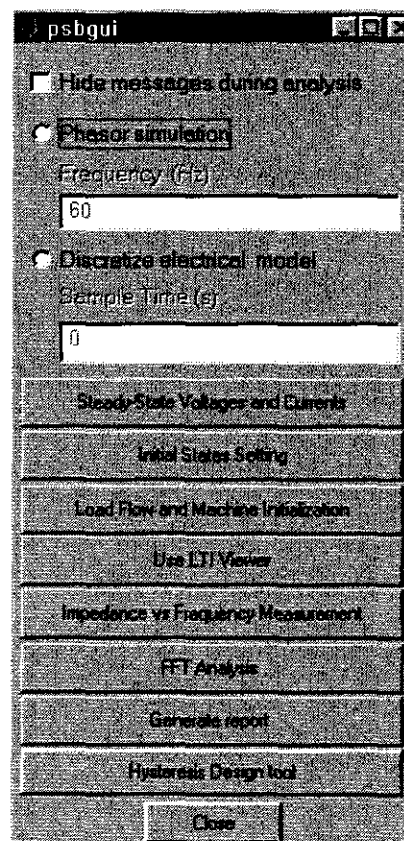 psbgui
Hide messages during analysis
Phasor simulation
Frequency (Hz) :
60
Discretize electrical model
Sample Time (s) :
0
Steady-State Voltages and Currents
Initial States Setting
Load Flow and Machine Initialization
Use LTI Viewer
Impedance vs Frequency Measurement
FFT Analysis
Generate report
Hysteresis Design tool
Close